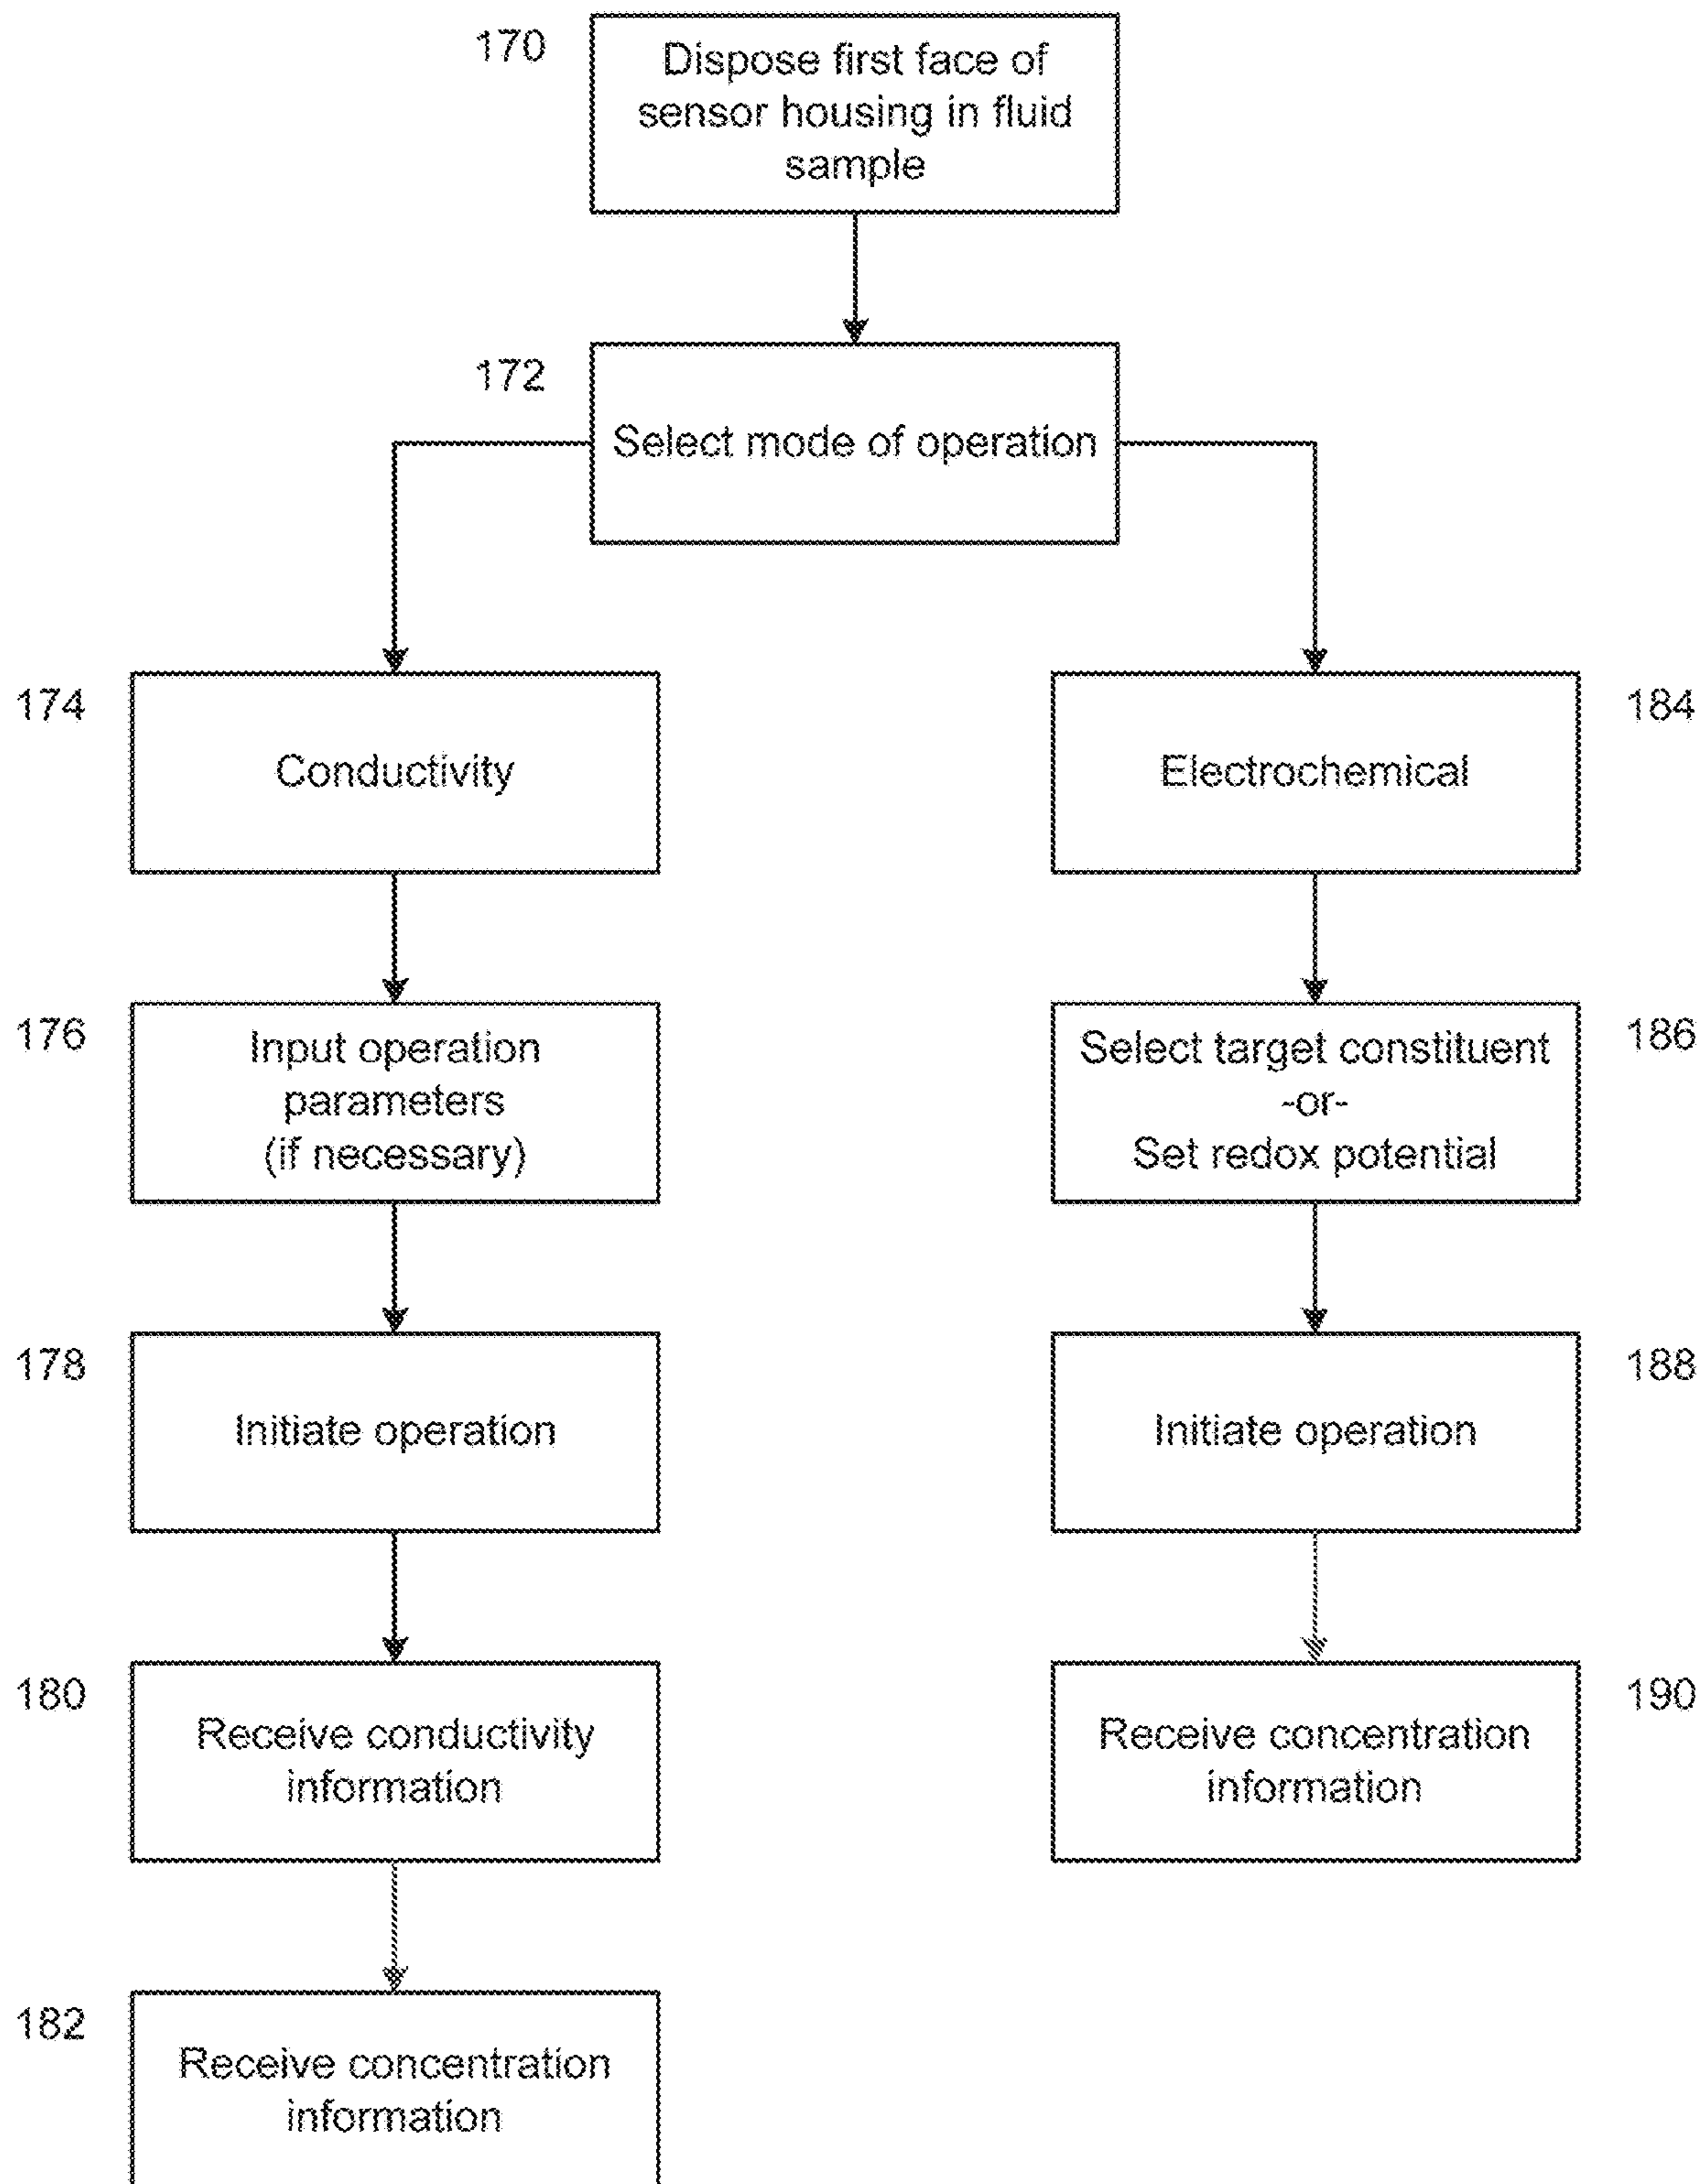 170
Dispose first face of
sensor housing in fluid
sample
172
Select mode of operation
174
Conductivity
184
Electrochemical
176
Input operation
parameters
(if necessary)
186
Select target constituent
-or-
Set redox potential
178
Initiate operation
188
Initiate operation
180
Receive conductivity
information
190
Receive concentration
information
182
Receive concentration
information